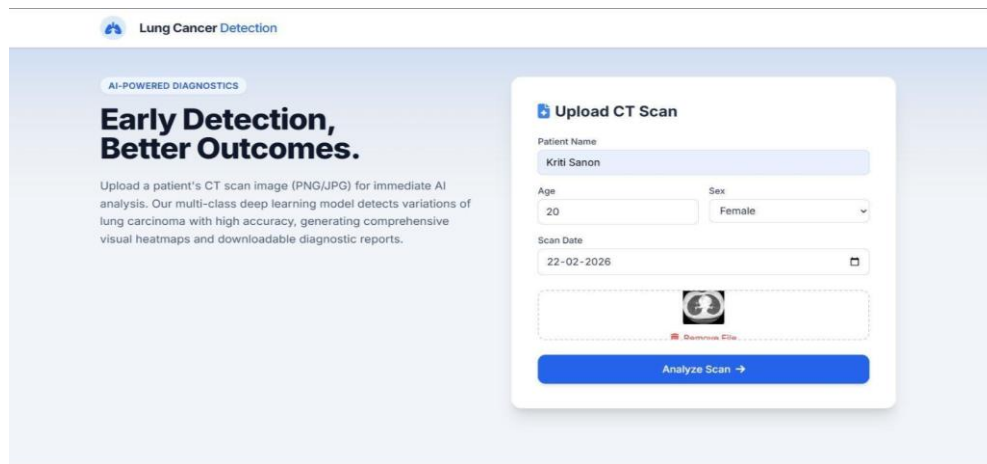 Lung Cancer Detection
AI-POWERED DIAGNOSTICS
Early Detection,
Better Outcomes.
Upload a patient's CT scan image (PNG/JPG) for immediate AI
analysis. Our multi-class deep learning model detects variations of
lung carcinoma with high accuracy, generating comprehensive
visual heatmaps and downloadable diagnostic reports.
Upload CT Scan
Patient Name
Kriti Sanon
Age
Sex
20
Female
Scan Date
22-02-2026
Remove File
Analyze Scan →